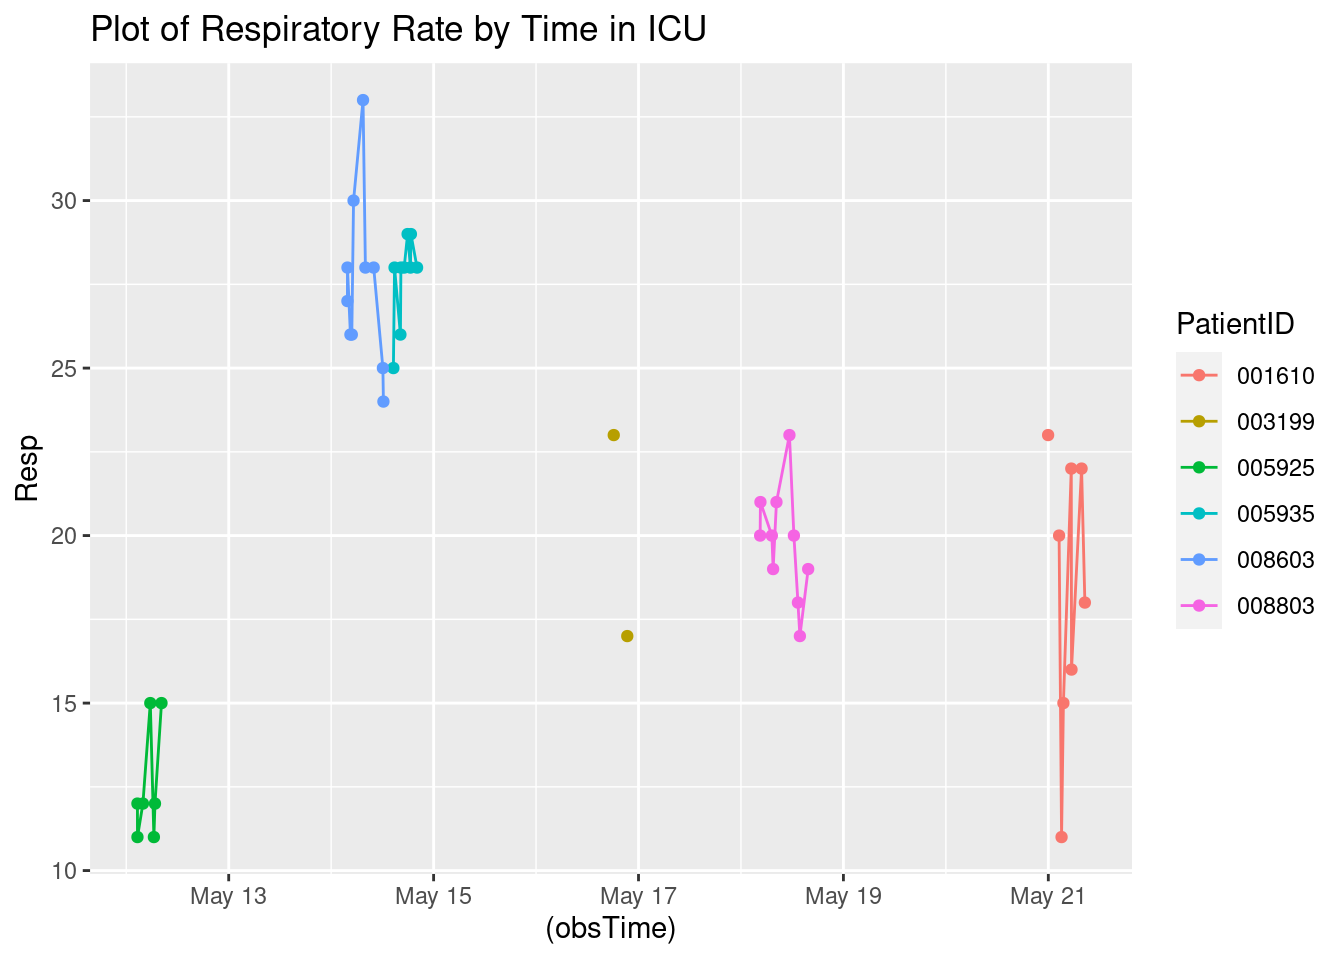 Plot of Respiratory Rate by Time in ICU
Resp
30
25
20
15
10
May 13 May 15 May 17 May 19 May 21
(obsTime)
PatientID
001610
003199
005925
005935
008603
008803